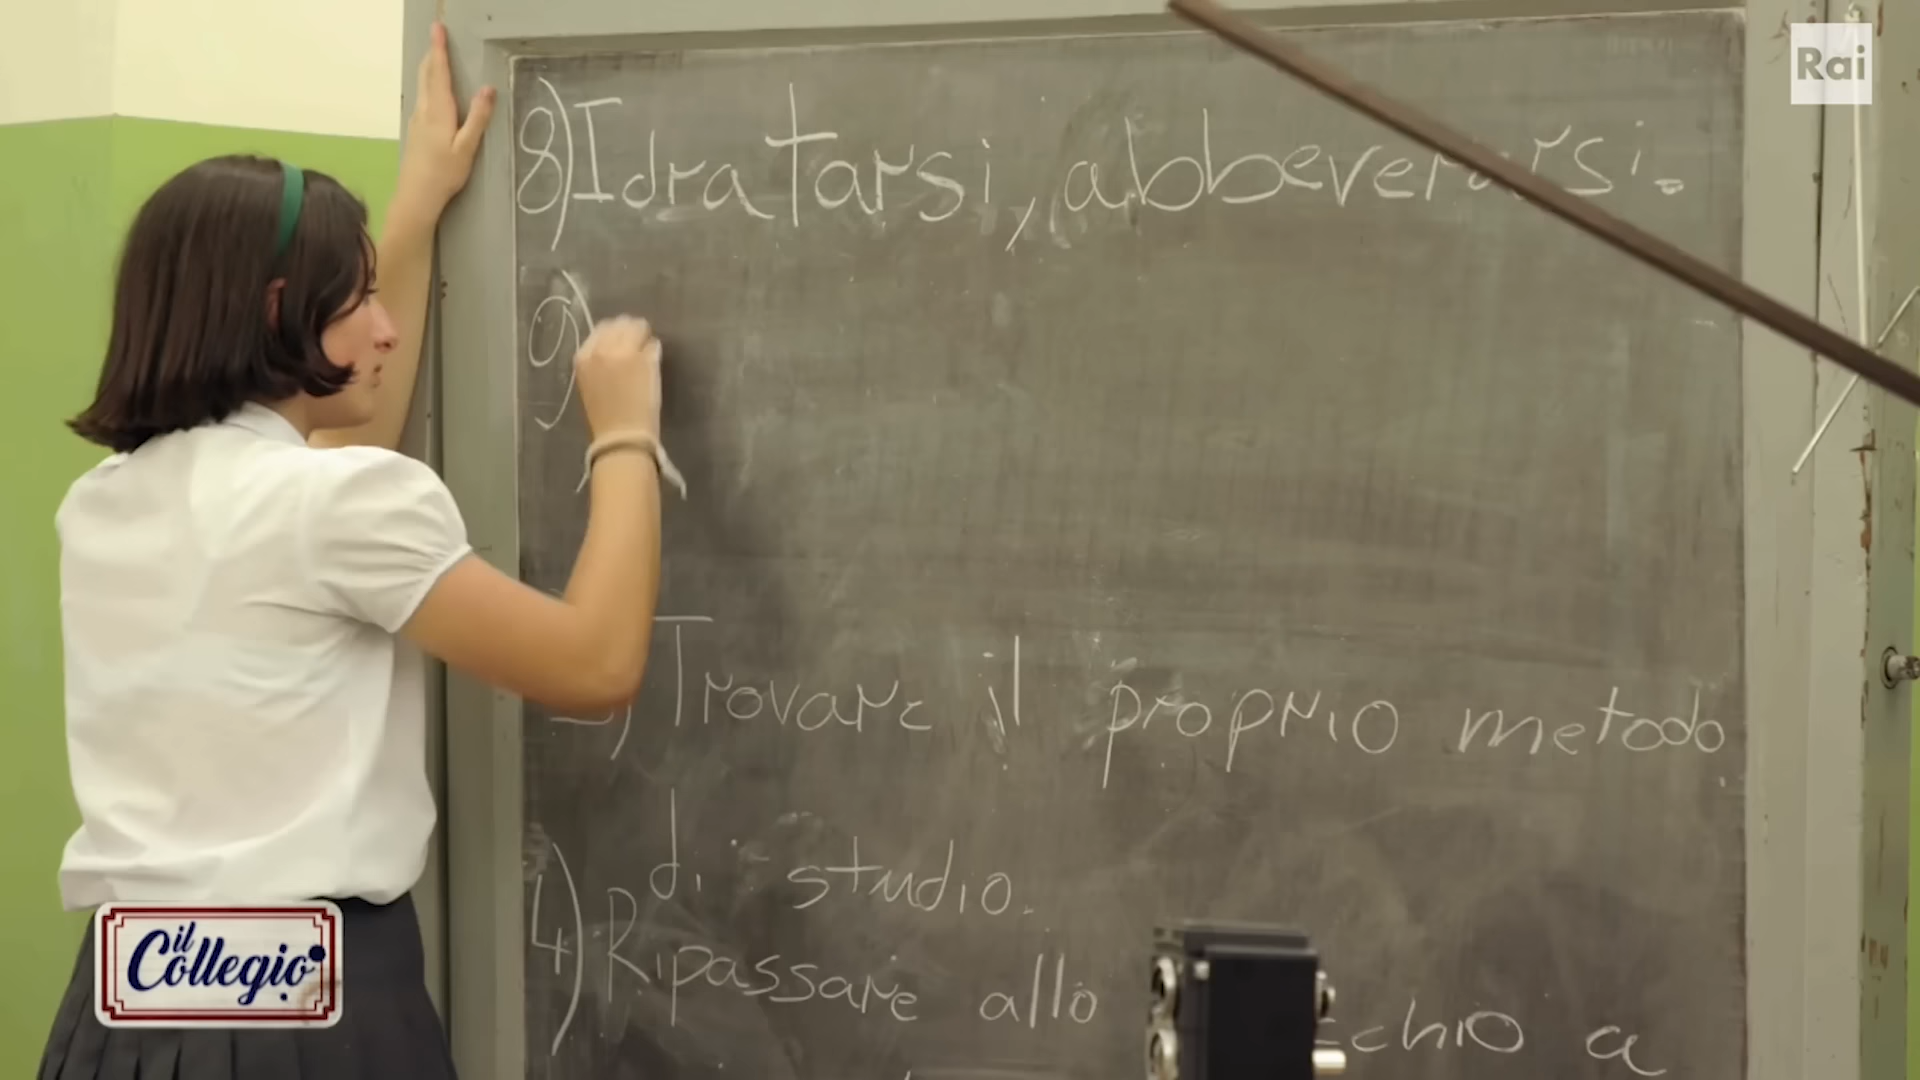 Rai
8) Idratarsi, abbeverarsi.
9)
Trovare il proprio metodo
di studio.
4) Ripassare allo
a
il Collegio